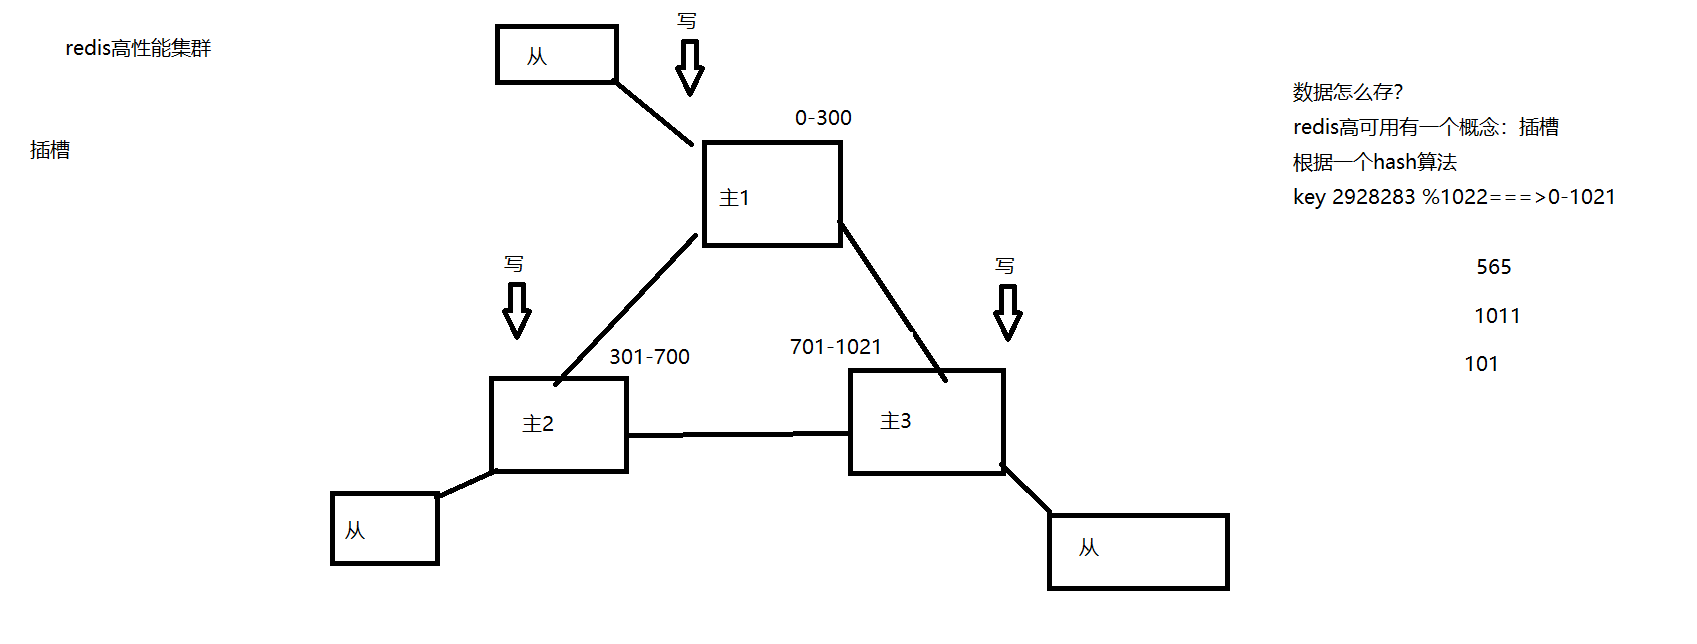 redis高性能集群
插槽
从
写
0-300
主1
写
301-700
主2
从
写
701-1021
主3
从
数据怎么存?
redis高可用有一个概念：插槽
根据一个hash算法
key 2928283 %1022===>0-1021
565
1011
101